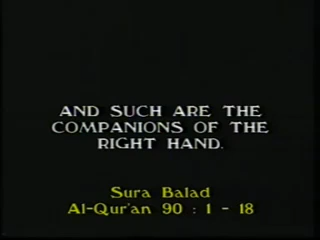 AND SUCH ARE THE
COMPANIONS OF THE
RIGHT HAND.
Sura Balad
Al-Qur'an 90 : 1 - 18